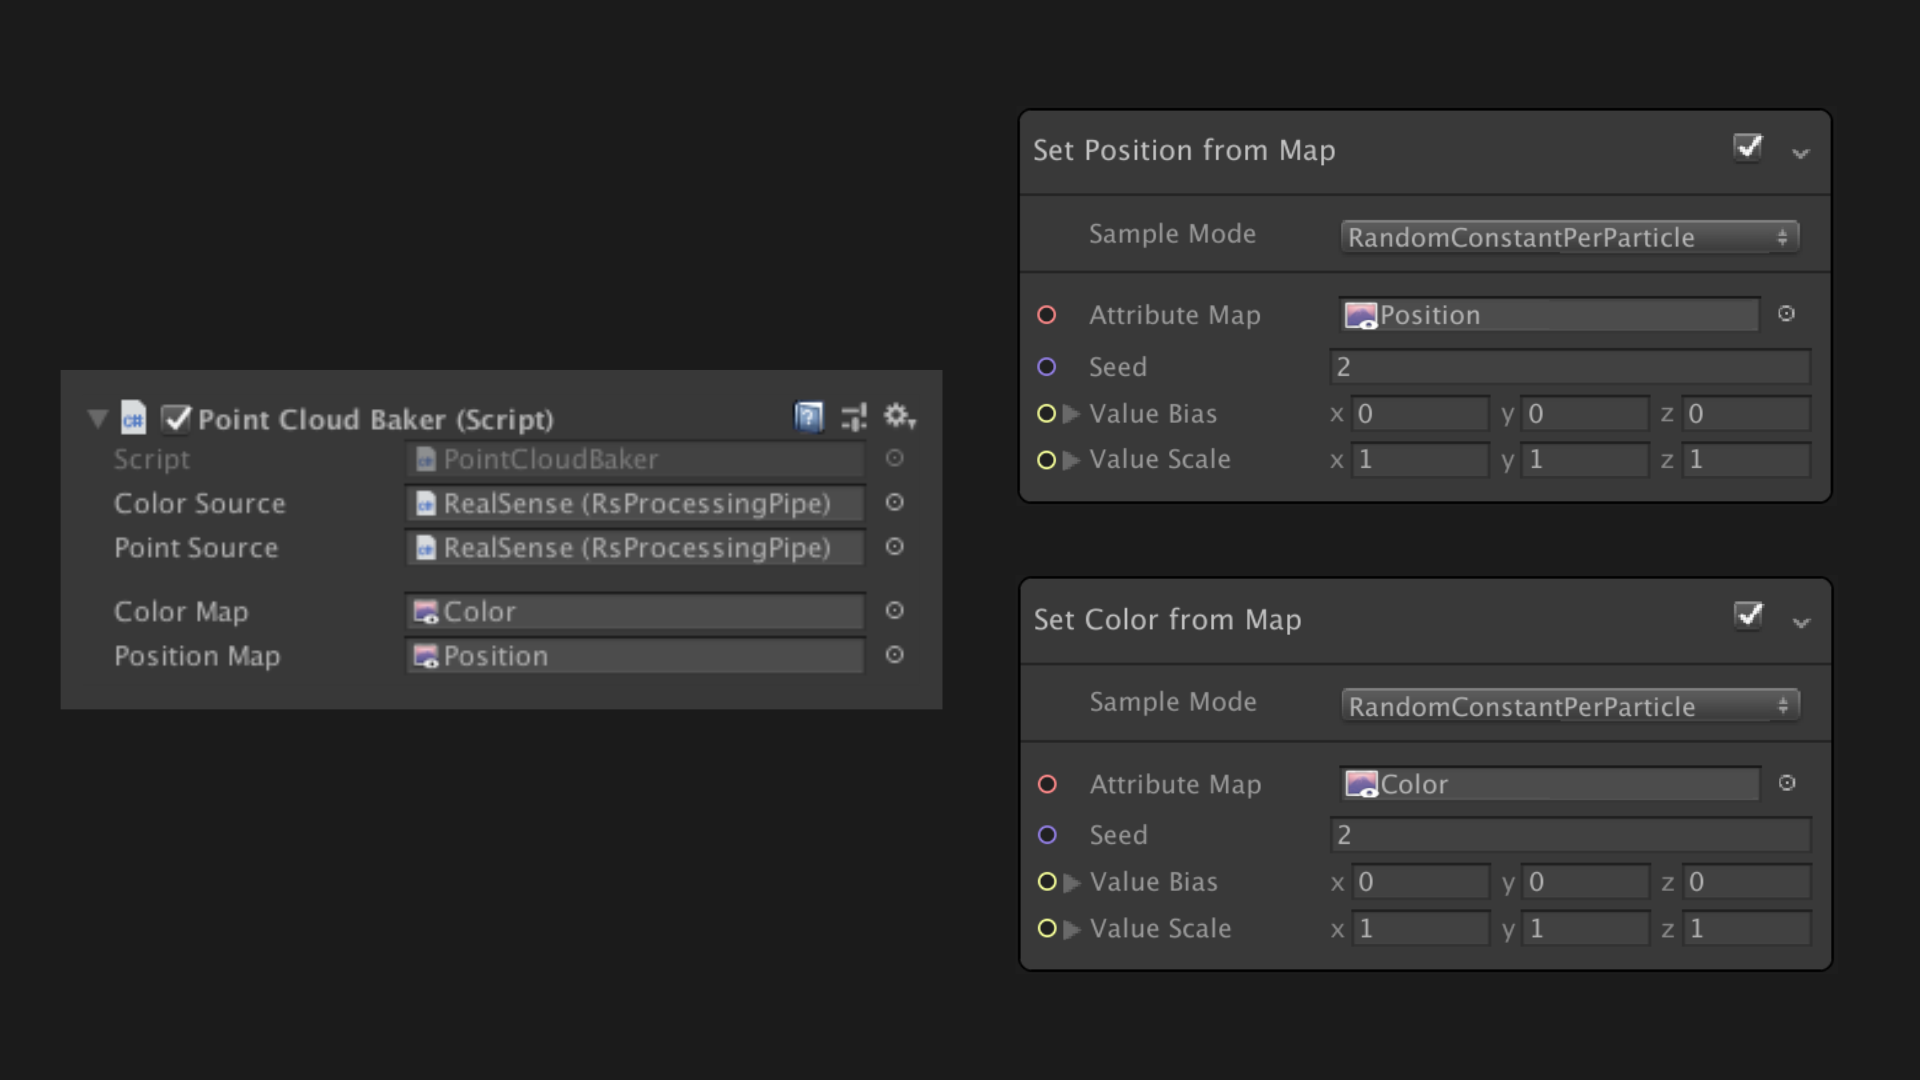 Point Cloud Baker (Script)
Script PointCloudBaker
Color Source RealSense (RsProcessingPipe)
Point Source RealSense (RsProcessingPipe)
Color Map Color
Position Map Position
Set Position from Map
Sample Mode RandomConstantPerParticle
Attribute Map Position
Seed 2
Value Bias x 0 y 0 z 0
Value Scale x 1 y 1 z 1
Set Color from Map
Sample Mode RandomConstantPerParticle
Attribute Map Color
Seed 2
Value Bias x 0 y 0 z 0
Value Scale x 1 y 1 z 1